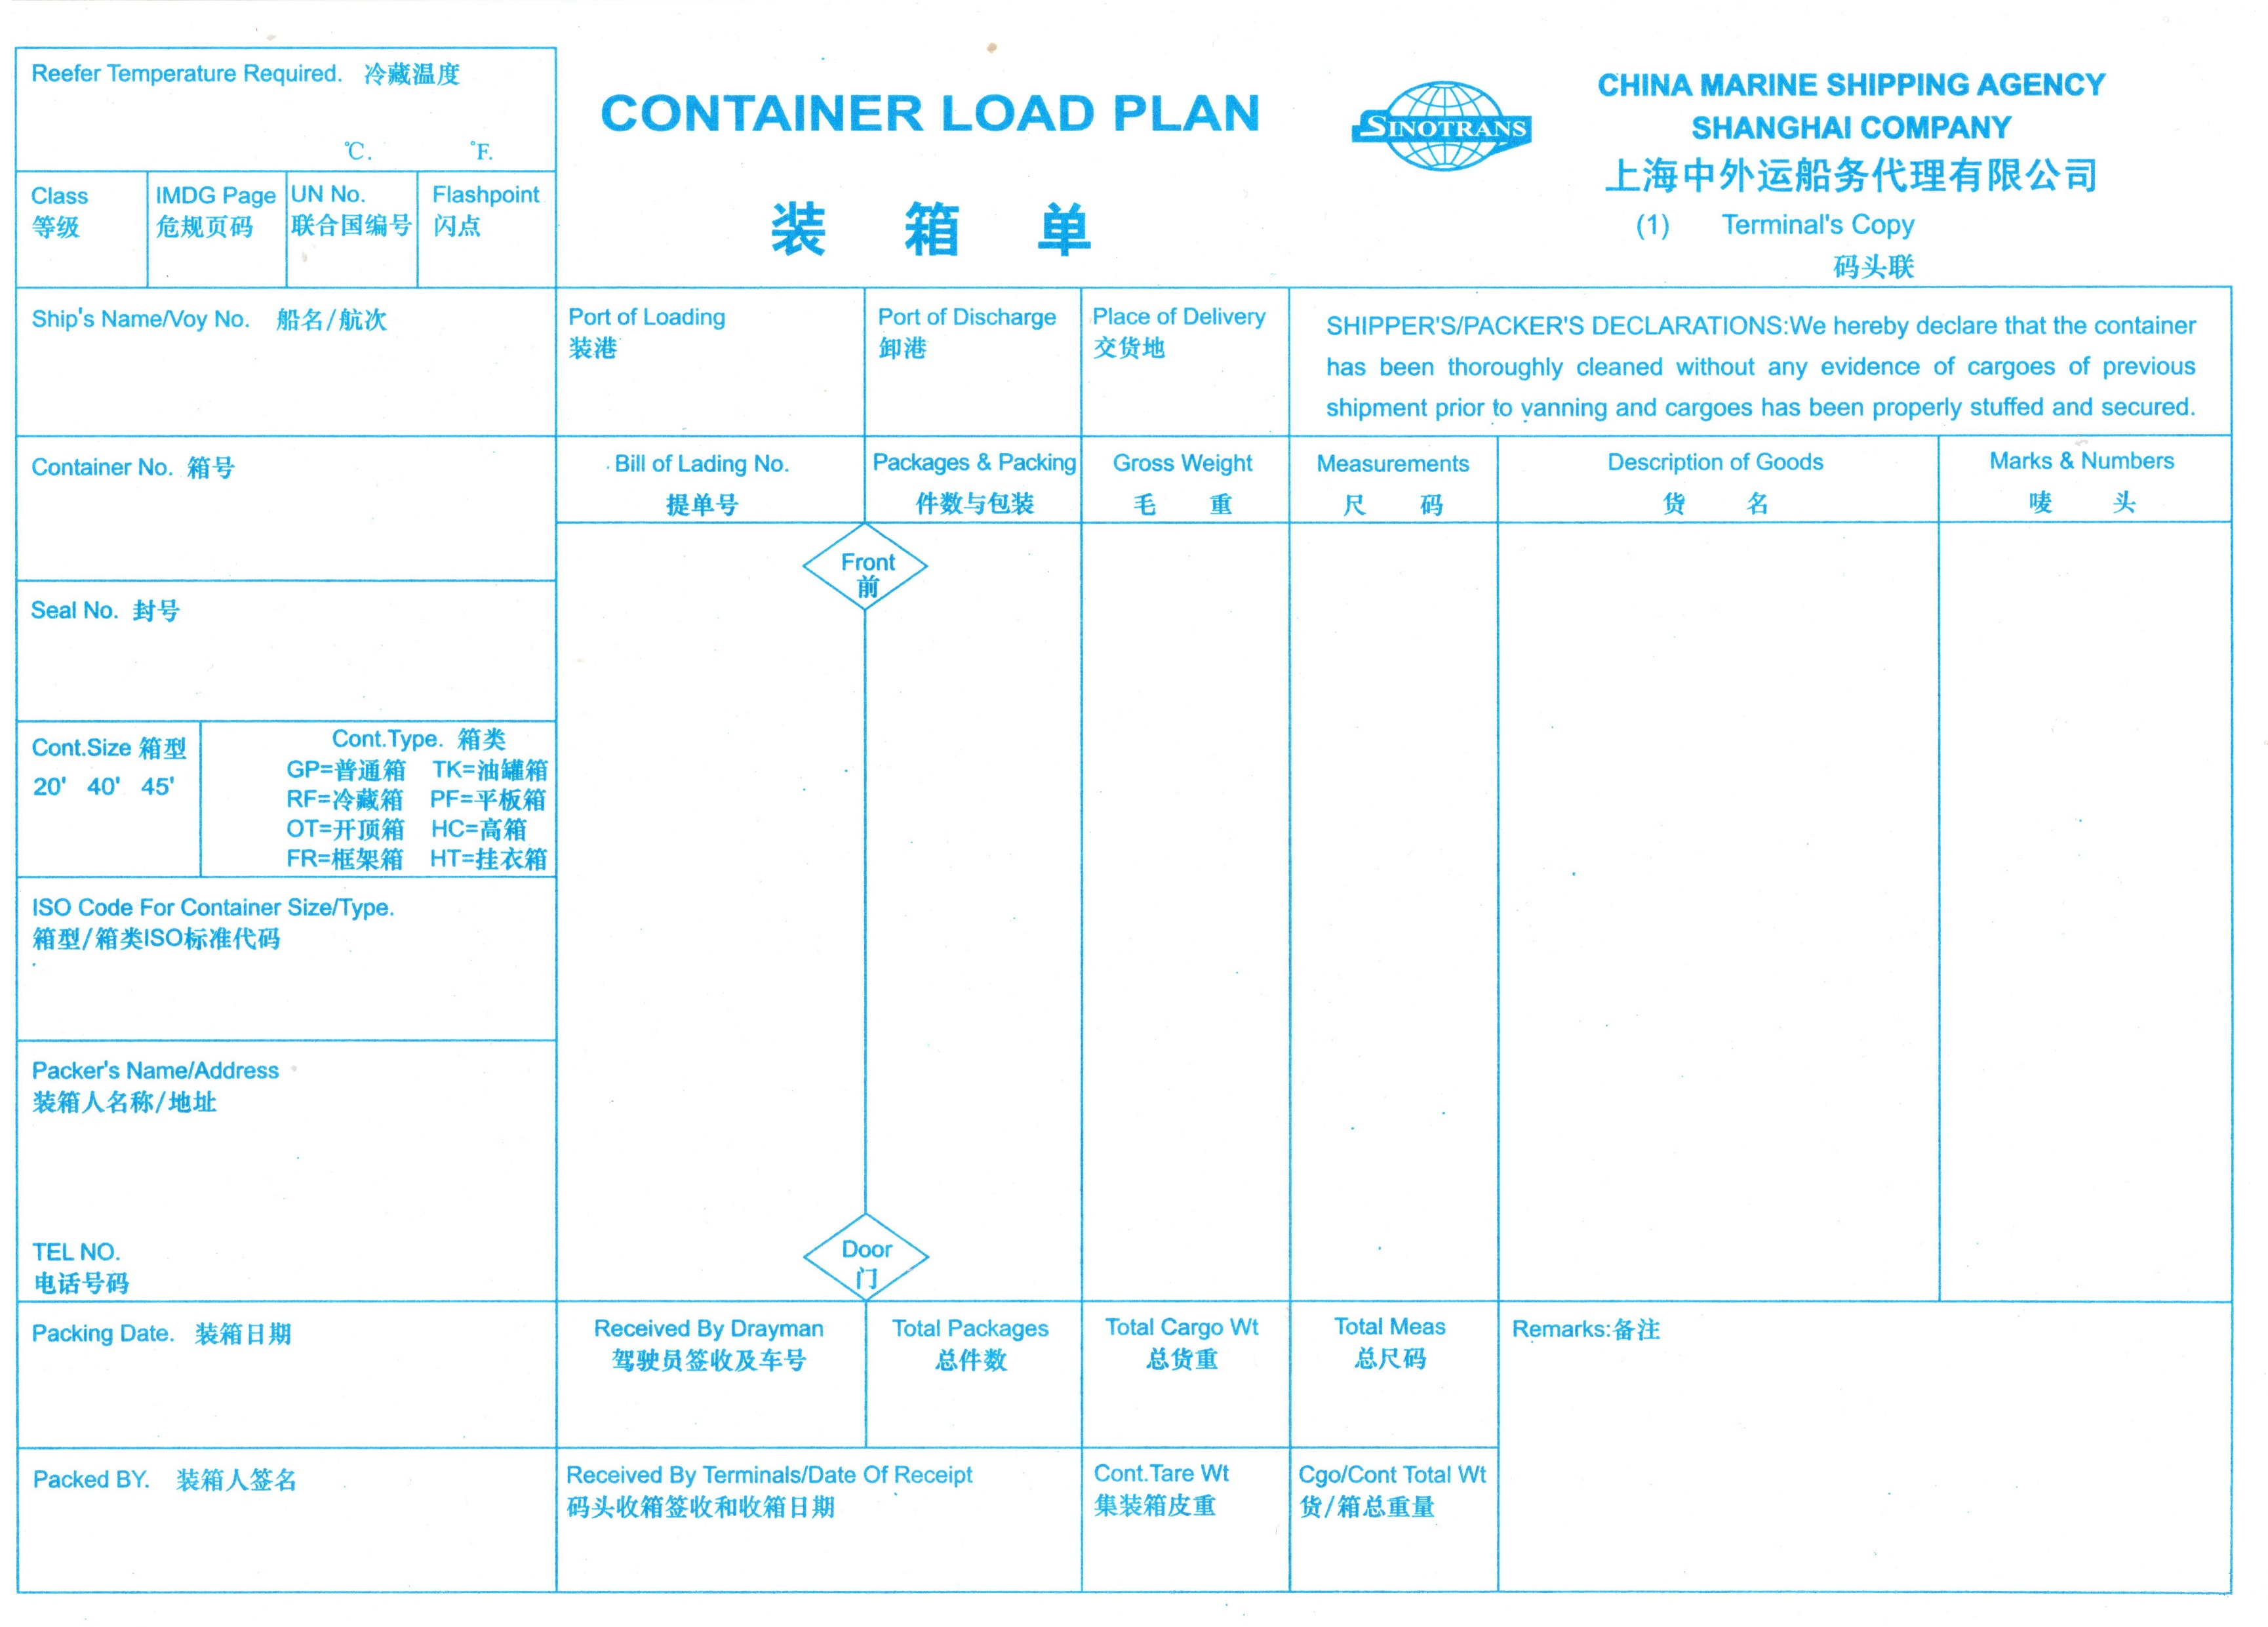 Reefer Temperature Required. 冷藏温度
℃. °F.
CONTAINER LOAD PLAN
装 箱 单
SINOTRANS
CHINA MARINE SHIPPING AGENCY
SHANGHAI COMPANY
上海中外运船务代理有限公司
(1) Terminal's Copy
码头联
Class
等级
IMDG Page
危规页码
UN No.
联合国编号
Flashpoint
闪点
Ship's Name/Voy No. 船名/航次
Port of Loading
装港
Port of Discharge
卸港
Place of Delivery
交货地
SHIPPER'S/PACKER'S DECLARATIONS:We hereby declare that the container
has been thoroughly cleaned without any evidence of cargoes of previous
shipment prior to vanning and cargoes has been properly stuffed and secured.
Container No. 箱号
Bill of Lading No.
提单号
Packages & Packing
件数与包装
Gross Weight
毛 重
Measurements
尺 码
Description of Goods
货 名
Marks & Numbers
唛 头
Front
前
Seal No. 封号
Cont.Size 箱型
20' 40' 45'
Cont.Type. 箱类
GP=普通箱 TK=油罐箱
RF=冷藏箱 PF=平板箱
OT=开顶箱 HC=高箱
FR=框架箱 HT=挂衣箱
ISO Code For Container Size/Type.
箱型/箱类ISO标准代码
Packer's Name/Address
装箱人名称/地址
TEL NO.
电话号码
Door
门
Packing Date. 装箱日期
Received By Drayman
驾驶员签收及车号
Total Packages
总件数
Total Cargo Wt
总货重
Total Meas
总尺码
Remarks:备注
Packed BY. 装箱人签名
Received By Terminals/Date Of Receipt
码头收箱签收和收箱日期
Cont.Tare Wt
集装箱皮重
Cgo/Cont Total Wt
货/箱总重量